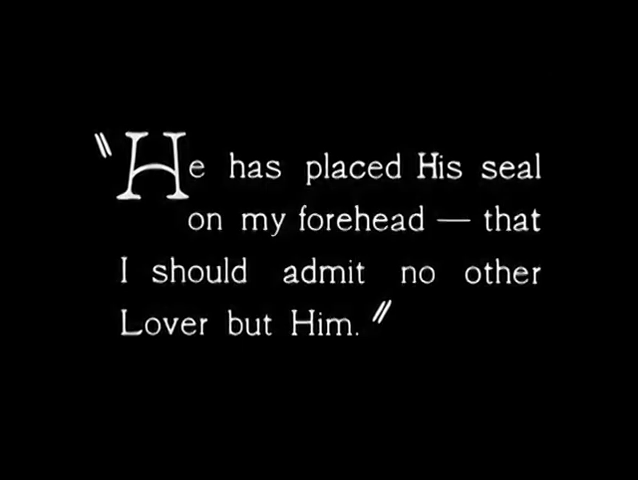 "He has placed His seal
on my forehead — that
I should admit no other
Lover but Him."